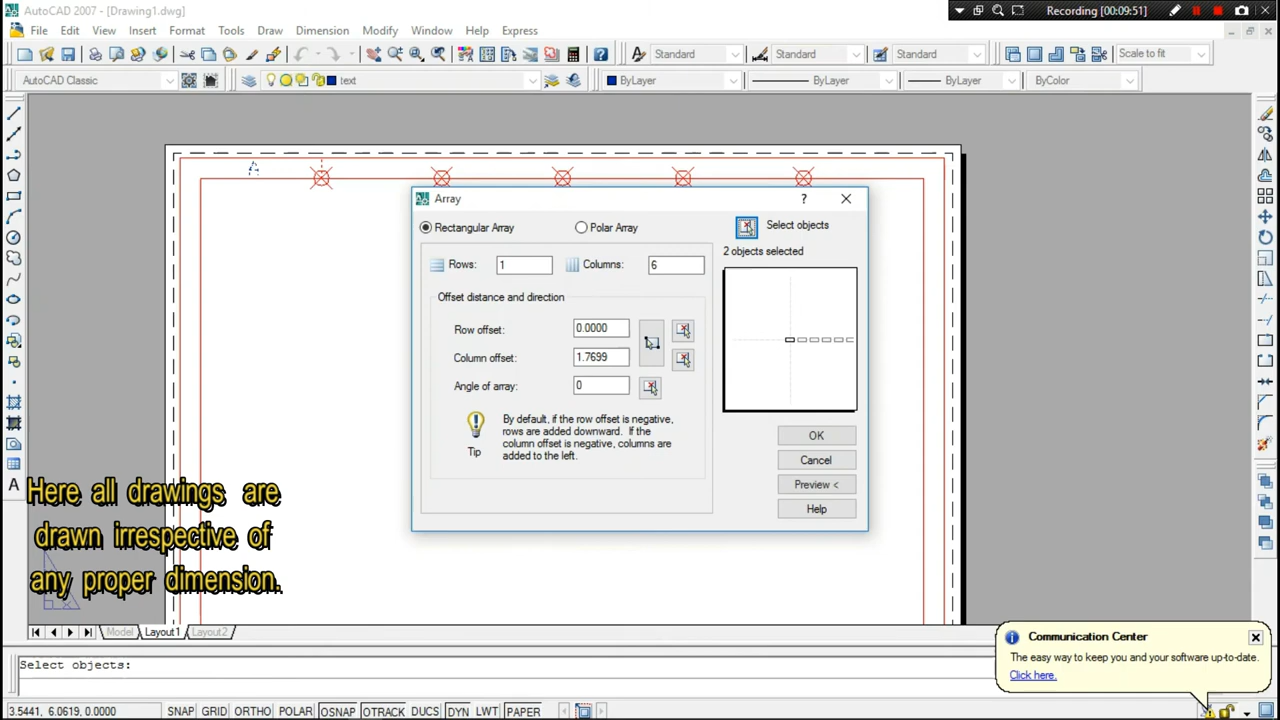 AutoCAD 2007 - [Drawing1.dwg]
Recording (00:09:51)
File Edit View Insert Format Tools Draw Dimension Modify Window Help Express
Standard Standard Standard Scale to fit
AutoCAD Classic text ByLayer ByLayer ByLayer ByColor
A
Array
Rectangular Array Polar Array Select objects
2 objects selected
Rows: 1 Columns: 6
Offset distance and direction
Row offset: 0.0000
Column offset: 1.7699
Angle of array: 0
By default, if the row offset is negative,
rows are added downward. If the
column offset is negative, columns are
added to the left.
Tip
OK
Cancel
Preview <
Help
A
Here all drawings are
drawn irrespective of
any proper dimension.
Model Layout1 Layout2
Communication Center
The easy way to keep you and your software up-to-date.
Click here.
Select objects:
3.5441, 6.0619, 0.0000 SNAP GRID ORTHO POLAR OSNAP OTRACK DUCS DYN LWT PAPER